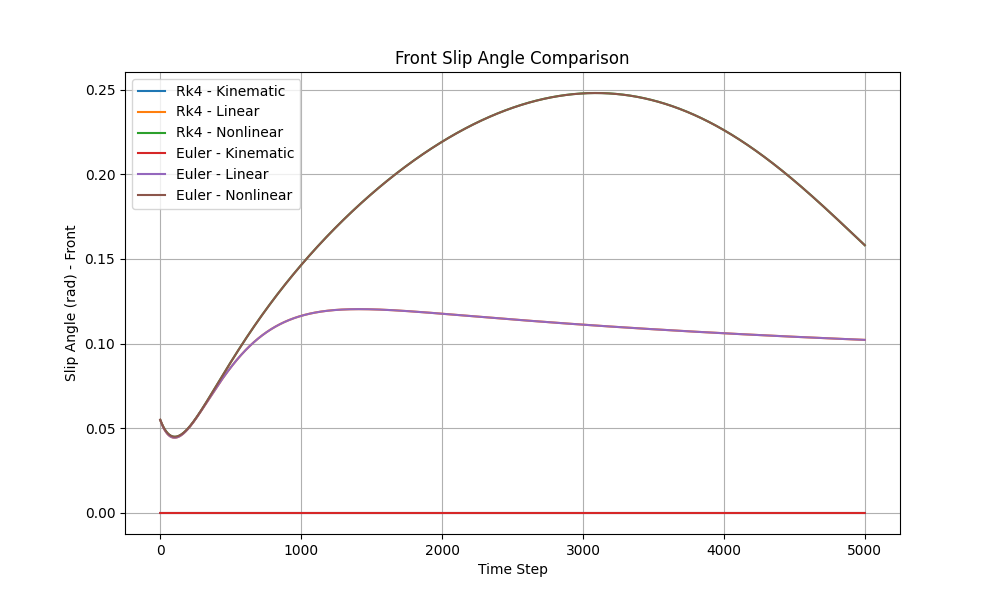 Front Slip Angle Comparison
Rk4 - Kinematic
Rk4 - Linear
Rk4 - Nonlinear
Euler - Kinematic
Euler - Linear
Euler - Nonlinear
Slip Angle (rad) - Front
0.25
0.20
0.15
0.10
0.05
0.00
0 1000 2000 3000 4000 5000
Time Step